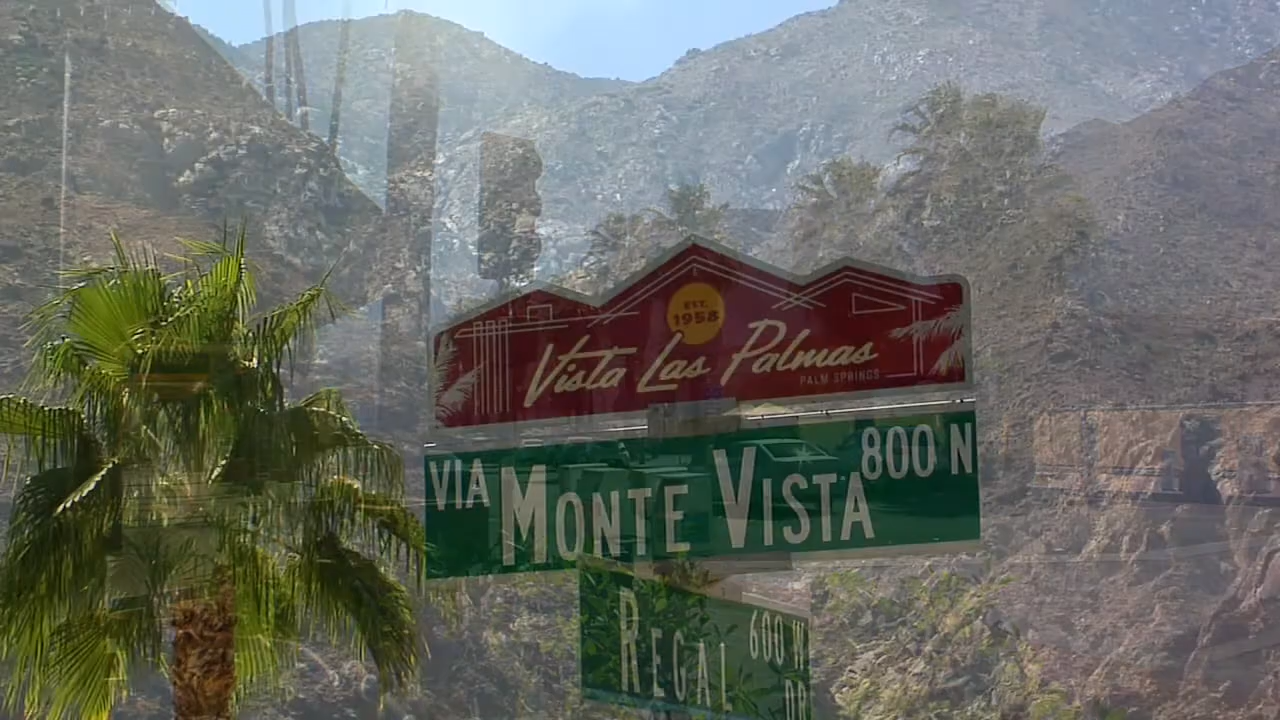 EST.
1958
Vista Las Palmas
PALM SPRINGS
VIA MONTE VISTA 800 N
REGAL 600 W
DR